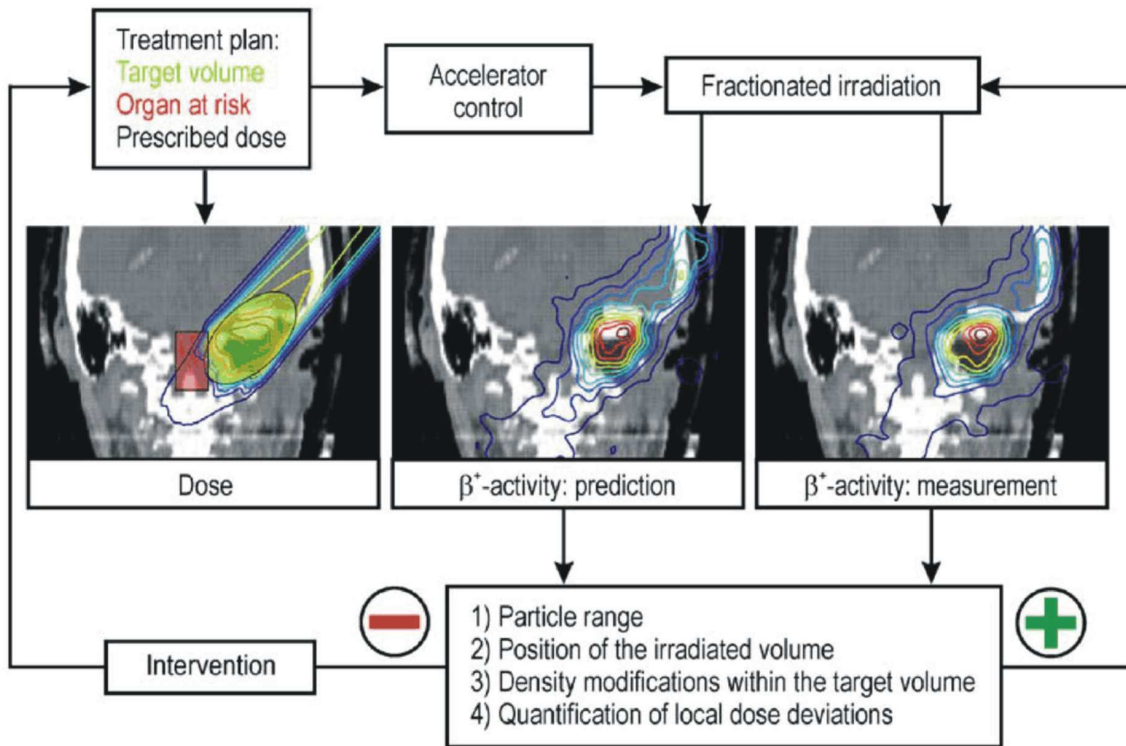 Treatment plan:
Target volume
Organ at risk
Prescribed dose
Accelerator
control
Fractionated irradiation
Dose
β⁺-activity: prediction
β⁺-activity: measurement
Intervention
1) Particle range
2) Position of the irradiated volume
3) Density modifications within the target volume
4) Quantification of local dose deviations